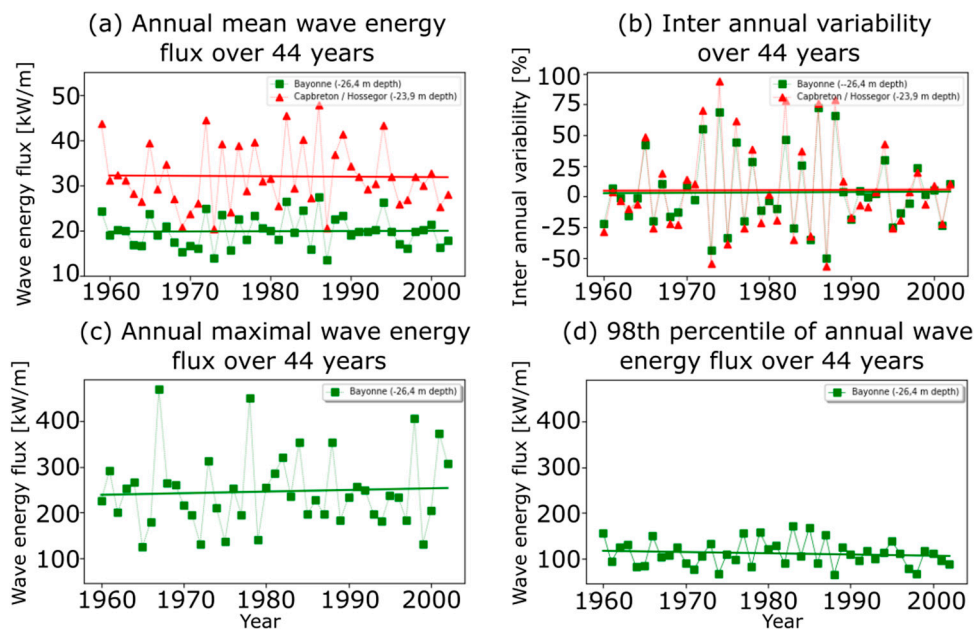 (a) Annual mean wave energy
flux over 44 years
Wave energy flux [kW/m]
50
40
30
20
10
Bayonne (-26,4 m depth)
Capbreton / Hossegor (-23,9 m depth)
1960 1970 1980 1990 2000
(b) Inter annual variability
over 44 years
Inter annual variability [%]
100
75
50
25
0
-25
-50
Bayonne (--26,4 m depth)
Capbreton / Hossegor (-23,9 m depth)
1960 1970 1980 1990 2000
(c) Annual maximal wave energy
flux over 44 years
Wave energy flux [kW/m]
400
300
200
100
Bayonne (-26,4 m depth)
1960 1970 1980 1990 2000
Year
(d) 98th percentile of annual wave
energy flux over 44 years
Wave energy flux [kW/m]
400
300
200
100
Bayonne (-26,4 m depth)
1960 1970 1980 1990 2000
Year